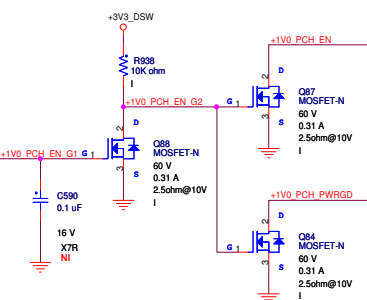 +3V3_DSW
R938
10K ohm
I
+1V0_PCH_EN
+1V0_PCH_EN_G2
G 1
2
D
3
S
Q87
MOSFET-N
60 V
0.31 A
2.5ohm@10V
I
+1V0_PCH_EN_G1
G 1
2
D
3
S
Q88
MOSFET-N
60 V
0.31 A
2.5ohm@10V
I
C590
0.1 uF
16 V
X7R
NI
+1V0_PCH_PWRGD
G 1
2
D
3
S
Q84
MOSFET-N
60 V
0.31 A
2.5ohm@10V
I